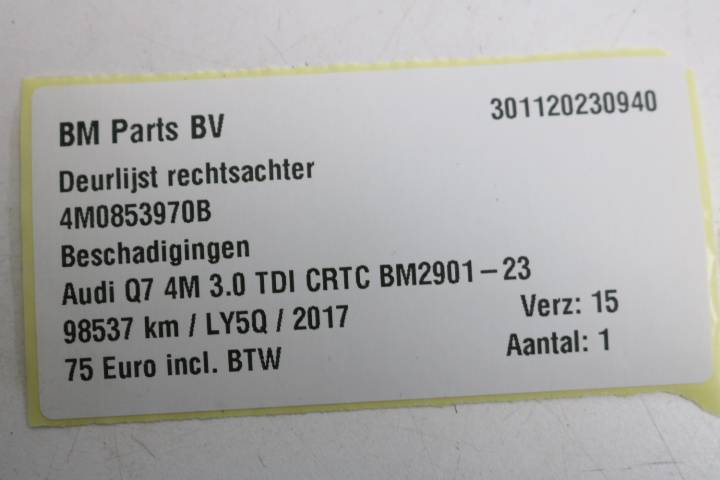 BM Parts BV 301120230940
Deurlijst rechtsachter
4M0853970B
Beschadigingen
Audi Q7 4M 3.0 TDI CRTC BM2901-23
98537 km / LY5Q / 2017 Verz: 15
75 Euro incl. BTW Aantal: 1